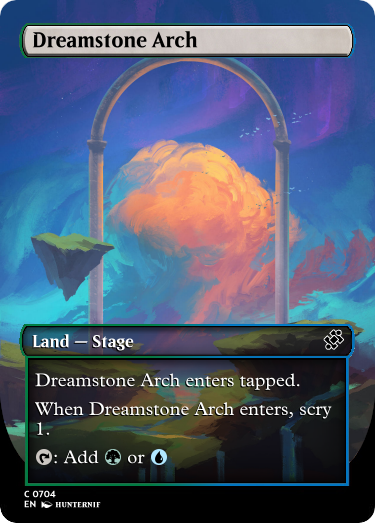 Dreamstone Arch
Land — Stage
Dreamstone Arch enters tapped.
When Dreamstone Arch enters, scry
1.
: Add or
C 0704
EN HUNTERNIF